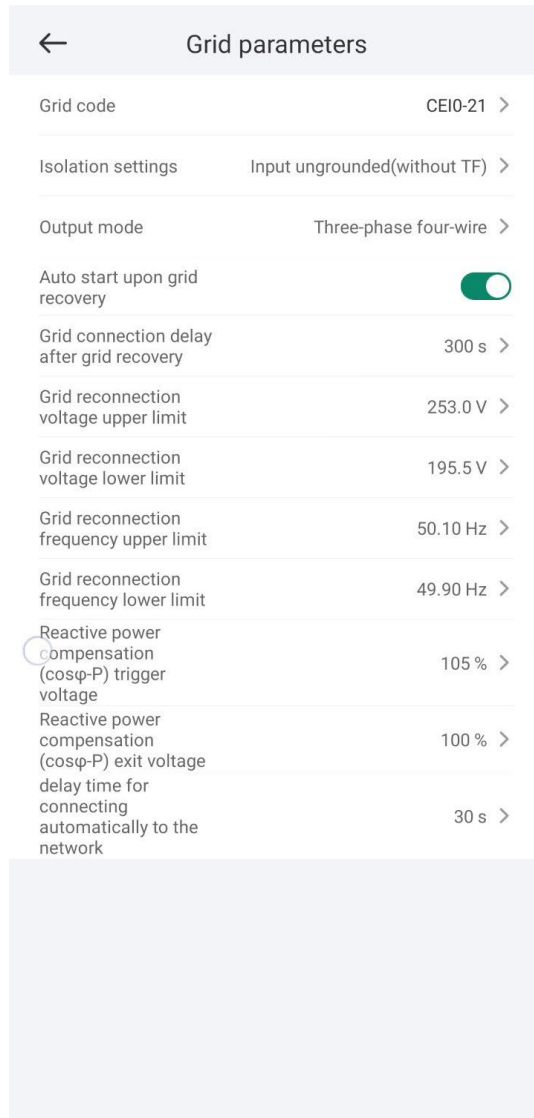 Grid parameters
Grid code
CEI0-21
Isolation settings
Input ungrounded(without TF)
Output mode
Three-phase four-wire
Auto start upon grid
recovery
Grid connection delay
after grid recovery
300 s
Grid reconnection
voltage upper limit
253.0 V
Grid reconnection
voltage lower limit
195.5 V
Grid reconnection
frequency upper limit
50.10 Hz
Grid reconnection
frequency lower limit
49.90 Hz
Reactive power
compensation
(cosφ-P) trigger
voltage
105 %
Reactive power
compensation
(cosφ-P) exit voltage
100 %
delay time for
connecting
automatically to the
network
30 s